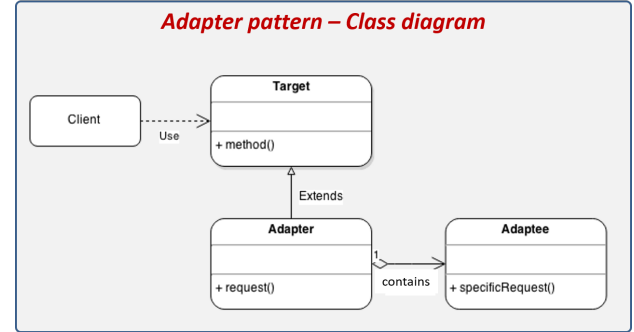 Adapter pattern – Class diagram
Target
Client
Use
+ method()
Extends
Adapter
Adaptee
1
contains
+ request()
+ specificRequest()